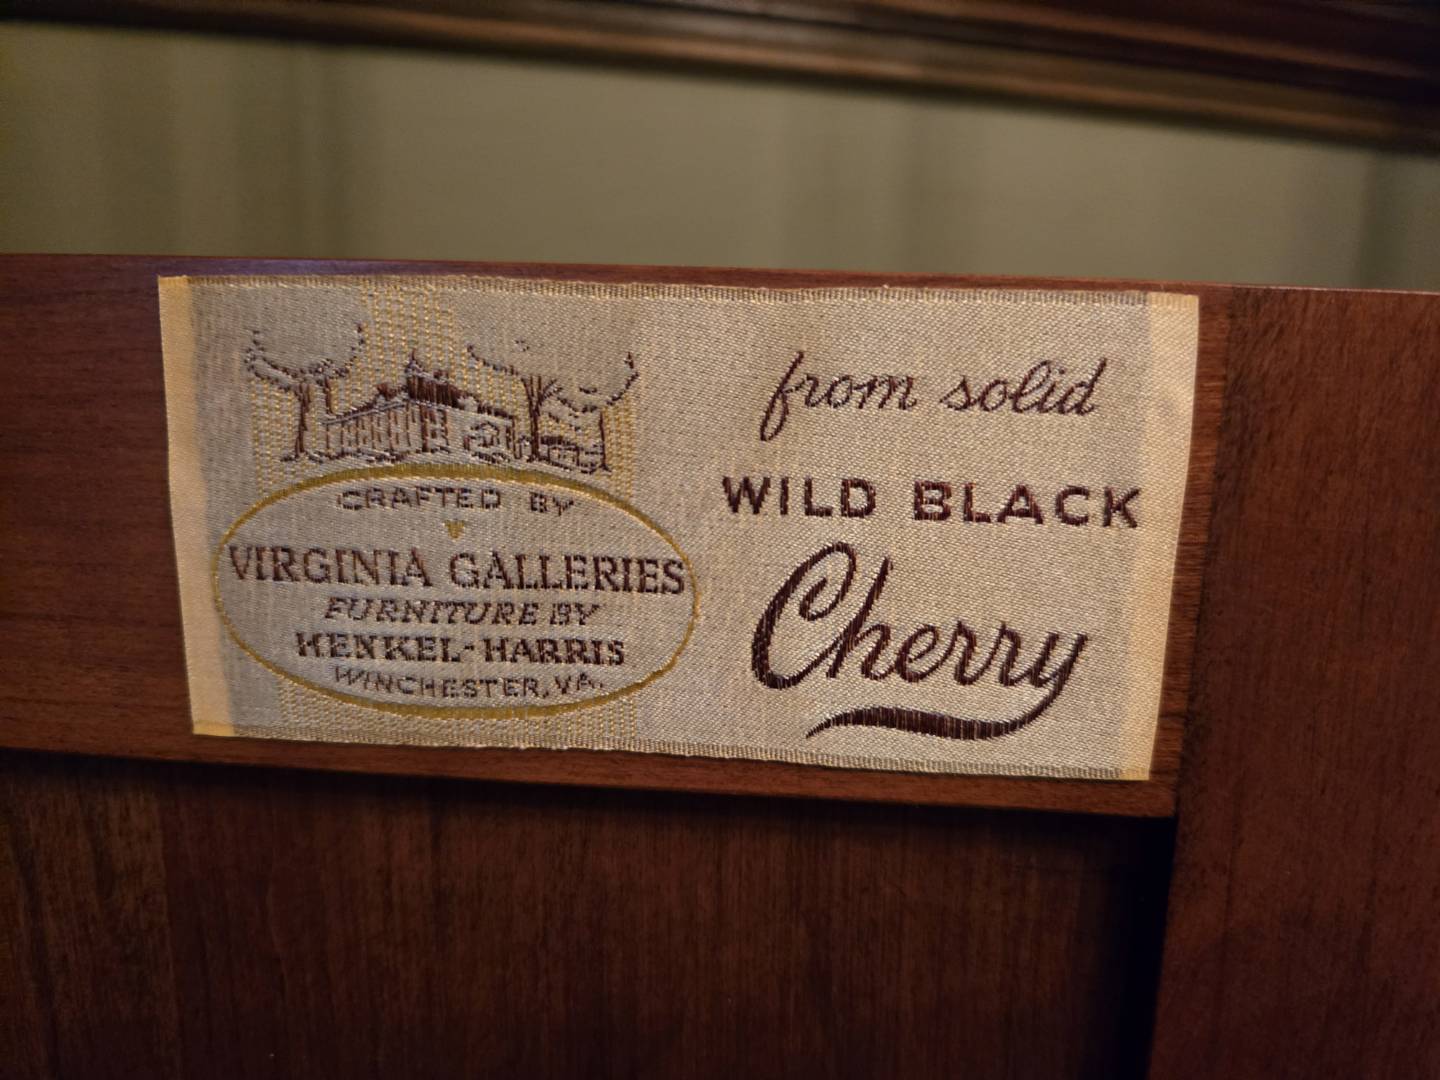 CRAFTED BY
VIRGINIA GALLERIES
FURNITURE BY
HENKEL-HARRIS
WINCHESTER, VA.
from solid
WILD BLACK
Cherry